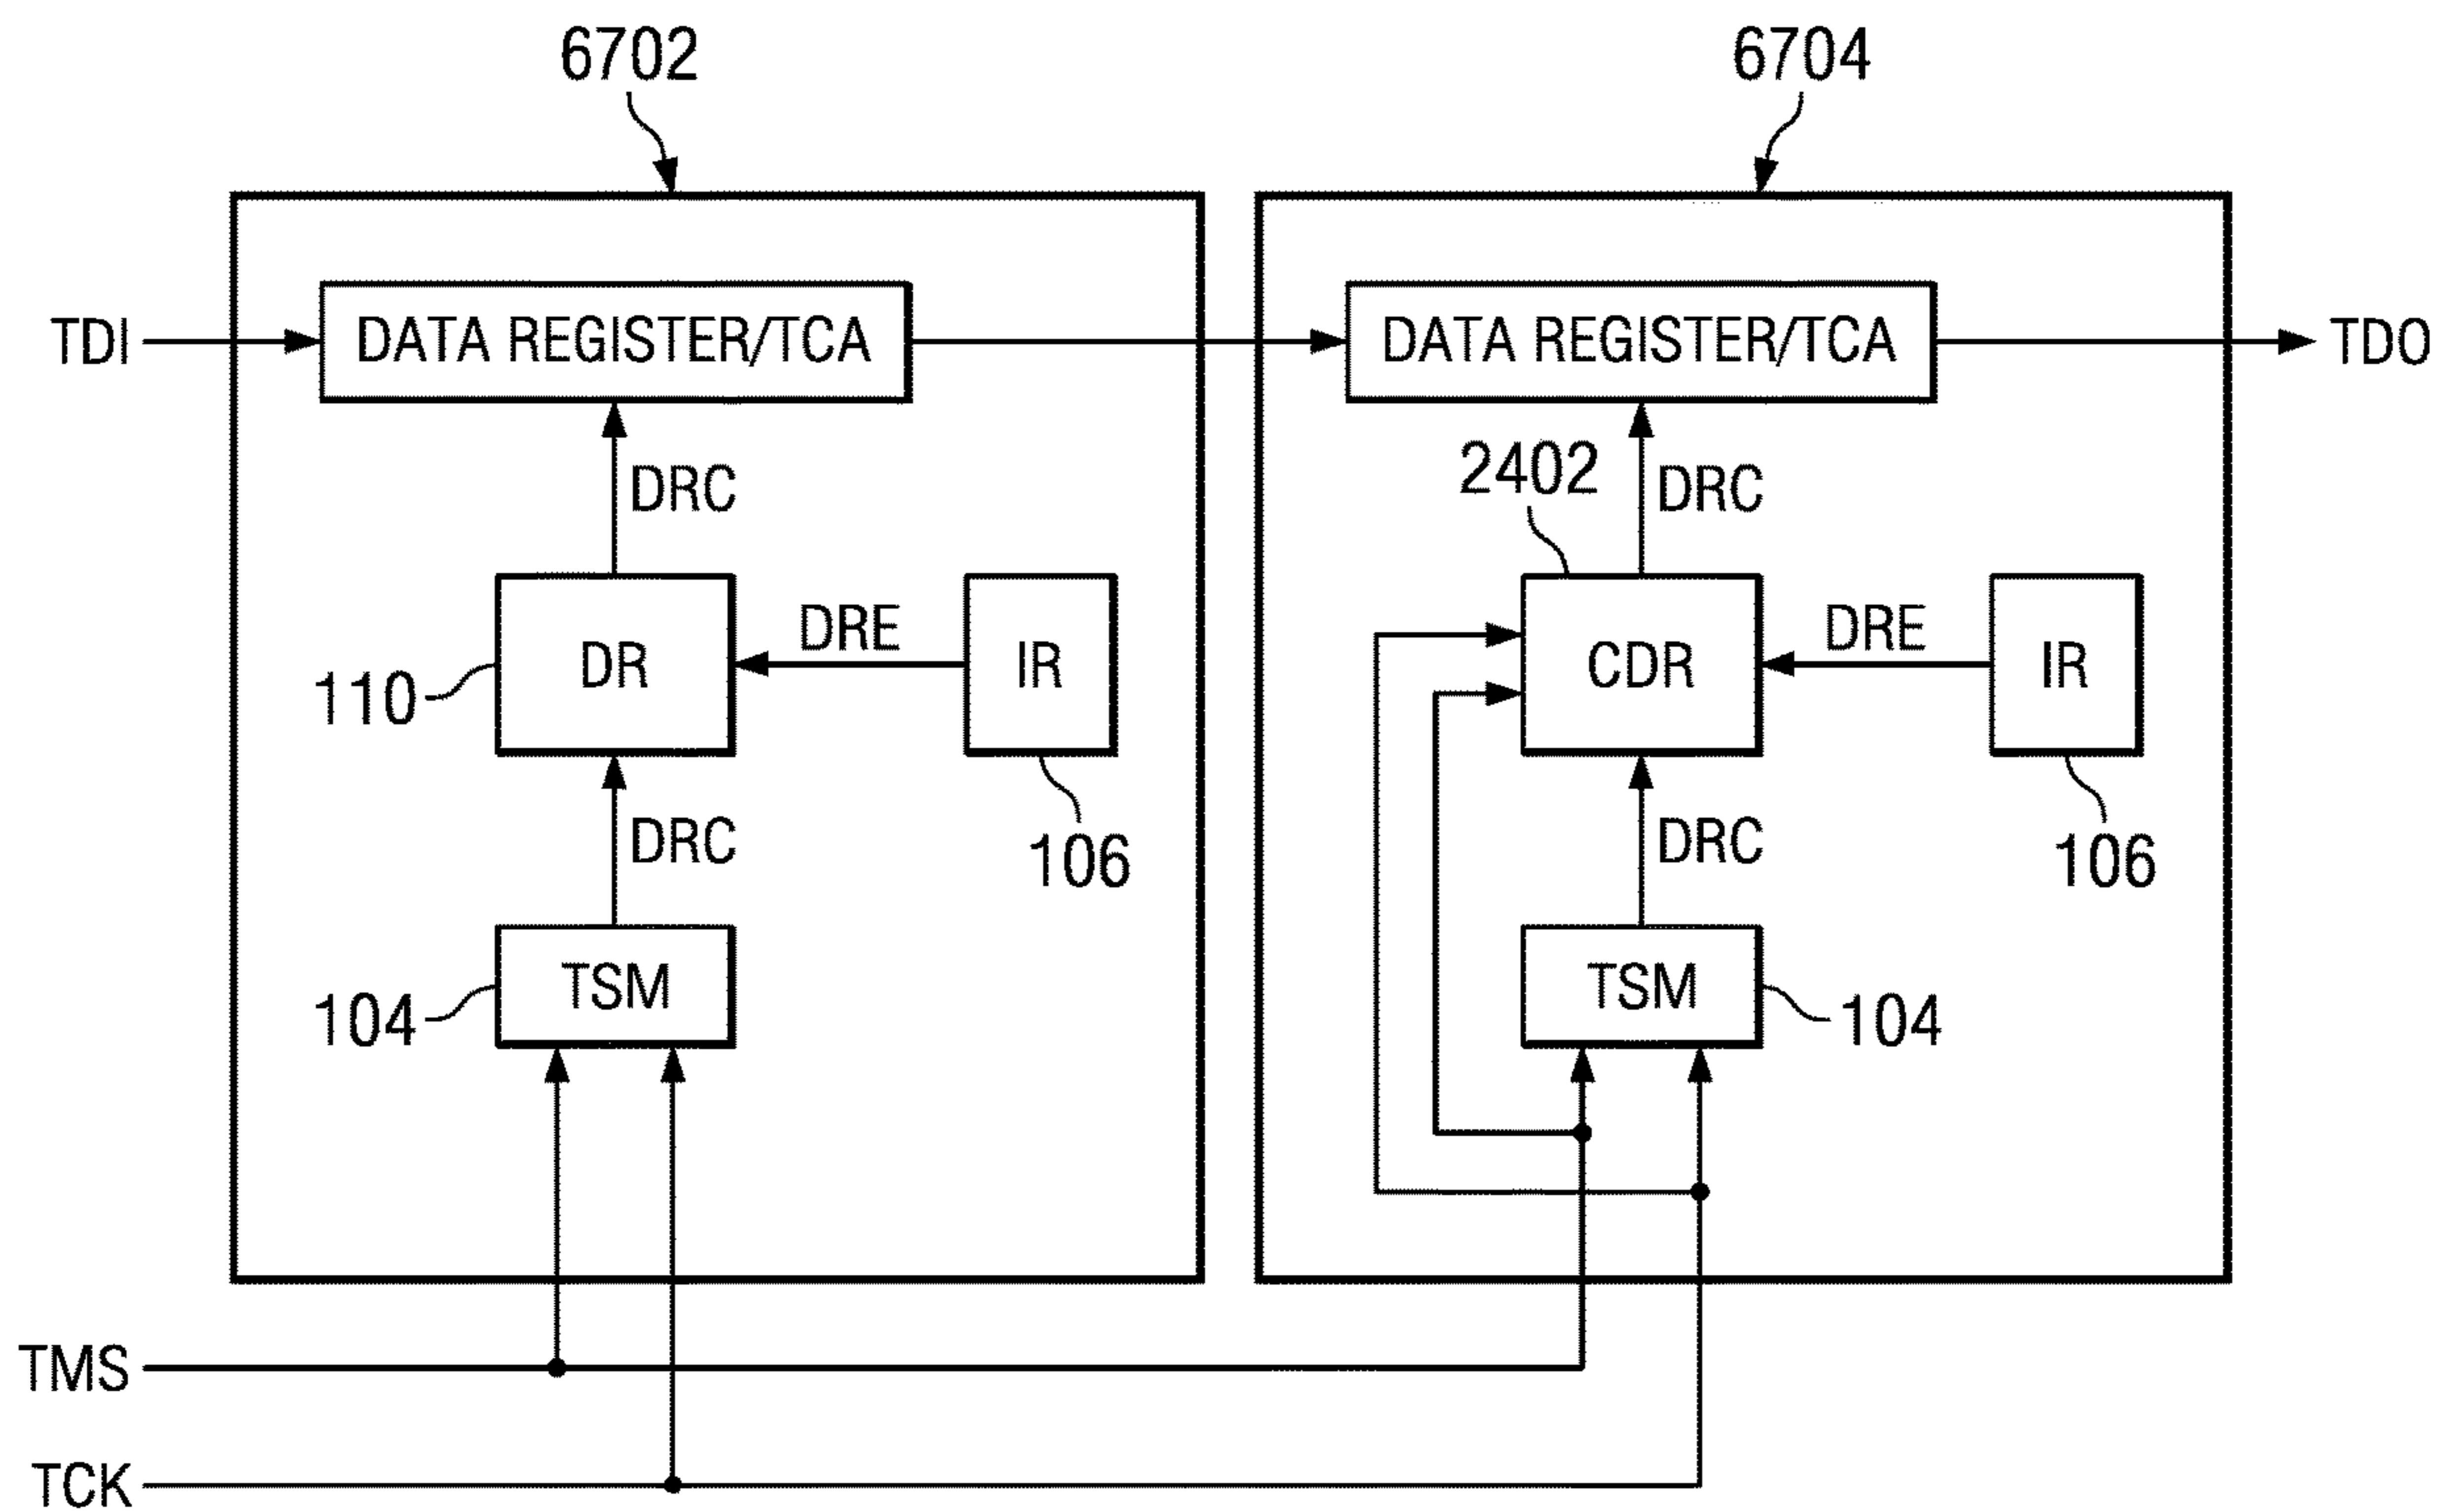 6702
6704
TDI
DATA REGISTER/TCA
DATA REGISTER/TCA
TDO
DRC
2402
DRC
110
DR
DRE
IR
CDR
DRE
IR
106
106
DRC
DRC
104
TSM
TSM
104
TMS
TCK